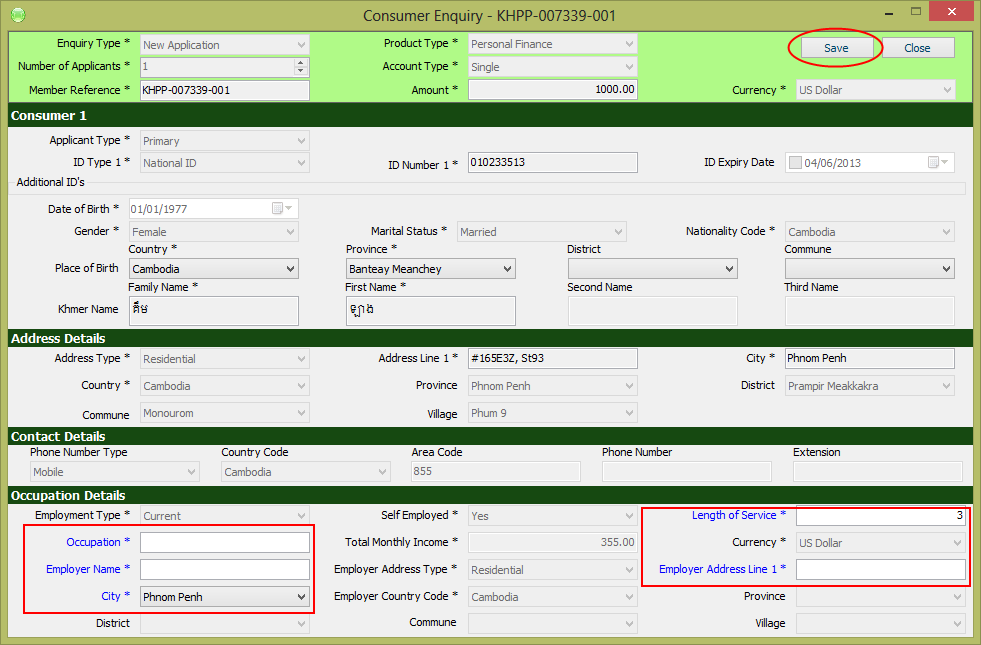 Consumer Enquiry - KHPP-007339-001
Enquiry Type * New Application Product Type * Personal Finance Save Close
Number of Applicants * 1 Account Type * Single
Member Reference * KHPP-007339-001 Amount * 1000.00 Currency * US Dollar
Consumer 1
Applicant Type * Primary
ID Type 1 * National ID ID Number 1 * 010233513 ID Expiry Date 04/06/2013
Additional ID's
Date of Birth * 01/01/1977
Gender * Female Marital Status * Married Nationality Code * Cambodia
Country * Province * District Commune
Place of Birth Cambodia Banteay Meanchey
Family Name * First Name * Second Name Third Name
Khmer Name គឹម ឡាង
Address Details
Address Type * Residential Address Line 1 * #165E3Z, St93 City * Phnom Penh
Country * Cambodia Province Phnom Penh District Prampir Meakkakra
Commune Monourom Village Phum 9
Contact Details
Phone Number Type Country Code Area Code Phone Number Extension
Mobile Cambodia 855
Occupation Details
Employment Type * Current Self Employed * Yes Length of Service * 3
Occupation * Total Monthly Income * 355.00 Currency * US Dollar
Employer Name * Employer Address Type * Residential Employer Address Line 1 *
City * Phnom Penh Employer Country Code * Cambodia Province
District Commune Village